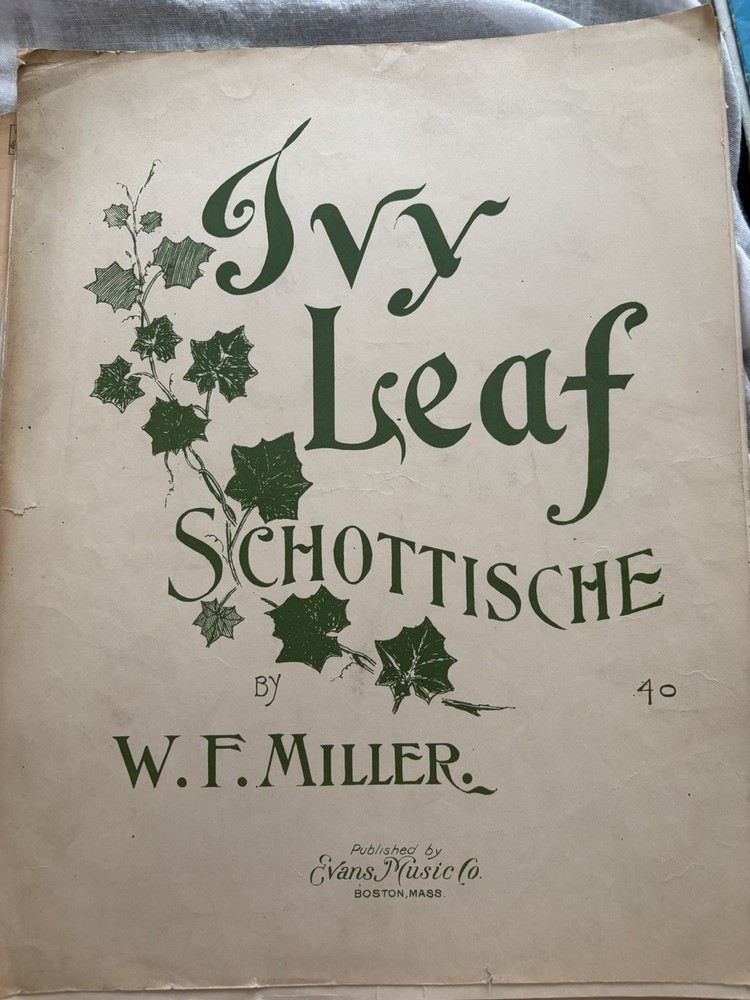 Ivy
Leaf
SCHOTTISCHE
BY
40
W. F. MILLER.
Published by
Evans Music Co.
BOSTON, MASS.